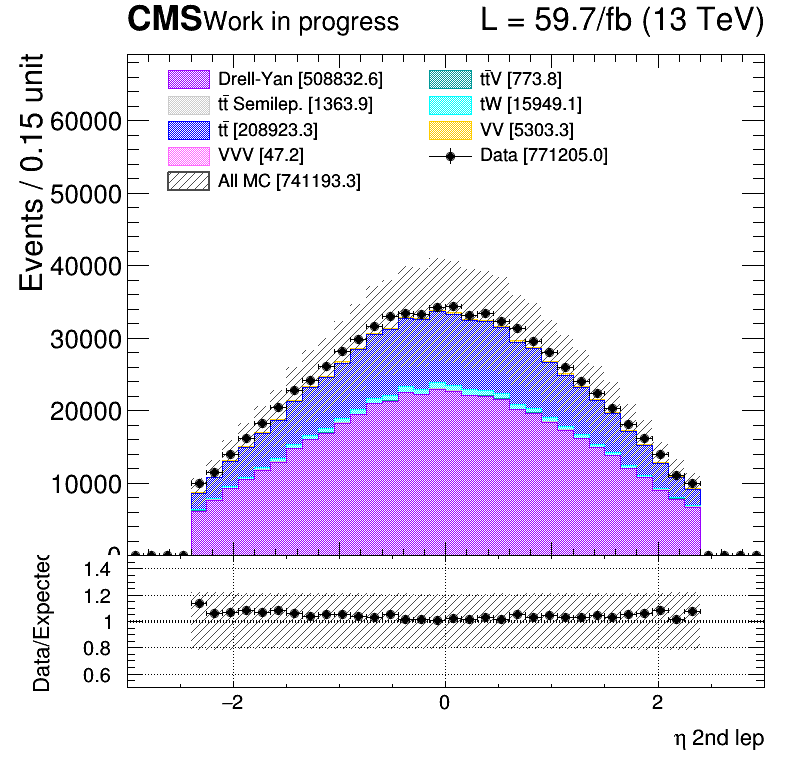 CMS Work in progress L = 59.7/fb (13 TeV)
Events / 0.15 unit
Drell-Yan [508832.6]
tt̄ Semilep. [1363.9]
tt̄ [208923.3]
VVV [47.2]
All MC [741193.3]
tt̄V [773.8]
tW [15949.1]
VV [5303.3]
Data [771205.0]
60000
50000
40000
30000
20000
10000
0
Data/Expected
1.4
1.2
1
0.8
0.6
−2 0 2
η 2nd lep